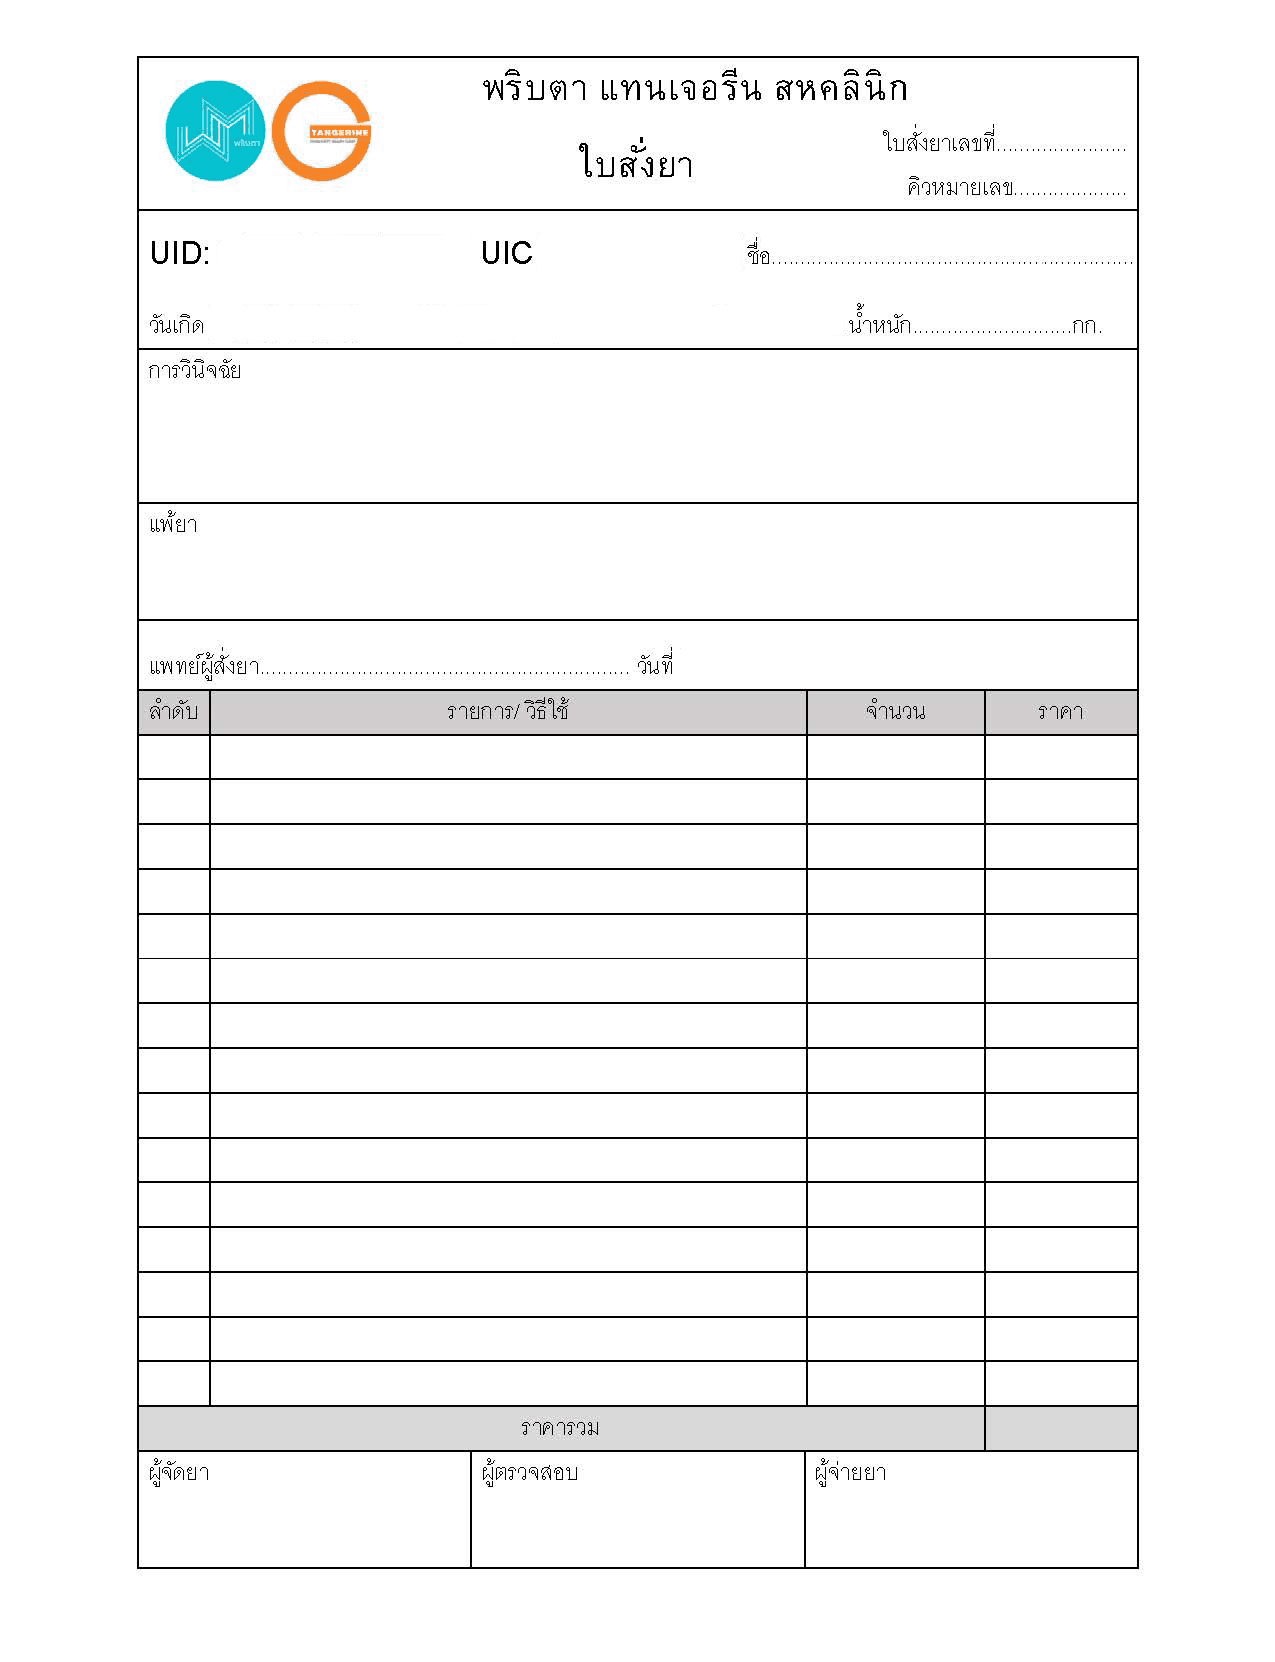 พริบตา แทนเจอรีน สหคลินิก
พริบตา
TANGERINE
ใบสั่งยา
ใบสั่งยาเลขที่.......................
คิวหมายเลข....................
UID: UIC ชื่อ................................................................
วันเกิด น้ำหนัก............................กก.
การวินิจฉัย
แพ้ยา
แพทย์ผู้สั่งยา................................................................. วันที่
ลำดับ รายการ/ วิธีใช้ จำนวน ราคา
ราคารวม
ผู้จัดยา ผู้ตรวจสอบ ผู้จ่ายยา